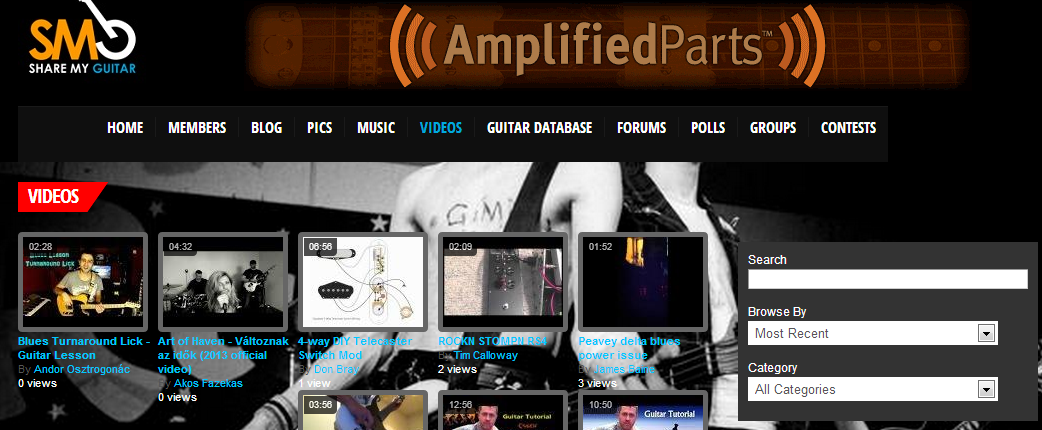 SMG
SHARE MY GUITAR
AmplifiedParts™
HOME MEMBERS BLOG PICS MUSIC VIDEOS GUITAR DATABASE FORUMS POLLS GROUPS CONTESTS
GIMI
VIDEOS
02:28
Blues Lesson
Turnaround Lick
Blues Turnaround Lick -
Guitar Lesson
By Andor Osztrogonác
0 views
04:32
Art of Haven - Változnak
az idők (2013 official
video)
By Akos Fazekas
0 views
06:56
4-way DIY Telecaster
Switch Mod
By Don Bray
1 view
02:09
ROCKN STOMPN RS4
By Tim Calloway
2 views
01:52
Peavey delta blues
power issue
By James
3 views
03:56
12:56
Guitar Tutorial
10:50
Guitar Tutorial
Search
Browse By
Most Recent
Category
All Categories